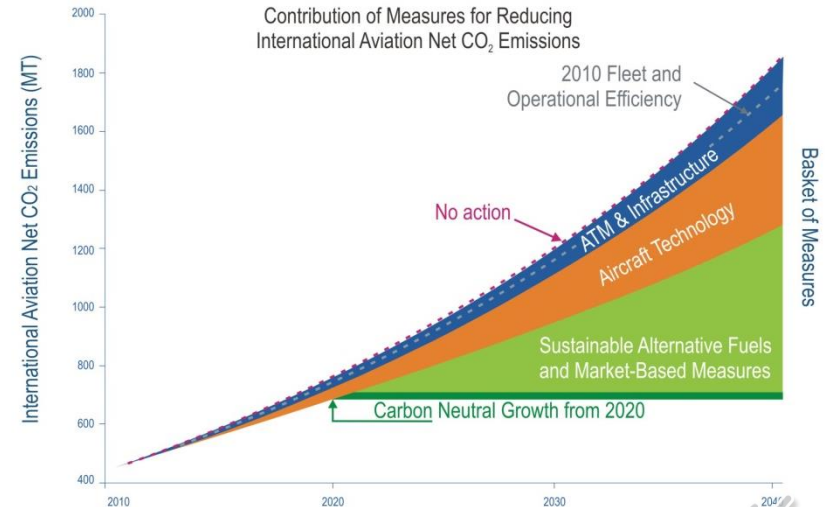 Contribution of Measures for Reducing
International Aviation Net CO₂ Emissions
International Aviation Net CO₂ Emissions (MT)
2000
1800
1600
1400
1200
1000
800
600
400
2010 Fleet and
Operational Efficiency
No action
ATM & Infrastructure
Aircraft Technology
Sustainable Alternative Fuels
and Market-Based Measures
Carbon Neutral Growth from 2020
Basket of Measures
2010
2020
2030